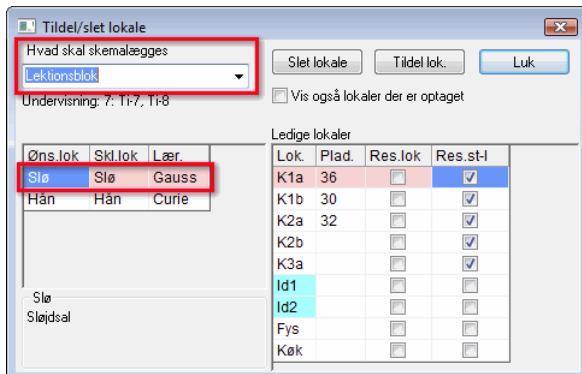 Tildel/slet lokale
Hvad skal skemalægges
Lektionsblok
Undervisning: 7: Ti-7, Ti-8
Slet lokale Tildel lok. Luk
Vis også lokaler der er optaget
Øns.lok Skl.lok Lær.
Slø Slø Gauss
Hån Hån Curie
Slø
Sløjdsal
Ledige lokaler
Lok. Plad. Res.lok Res.st-l
K1a 36
K1b 30
K2a 32
K2b
K3a
Id1
Id2
Fys
Køk